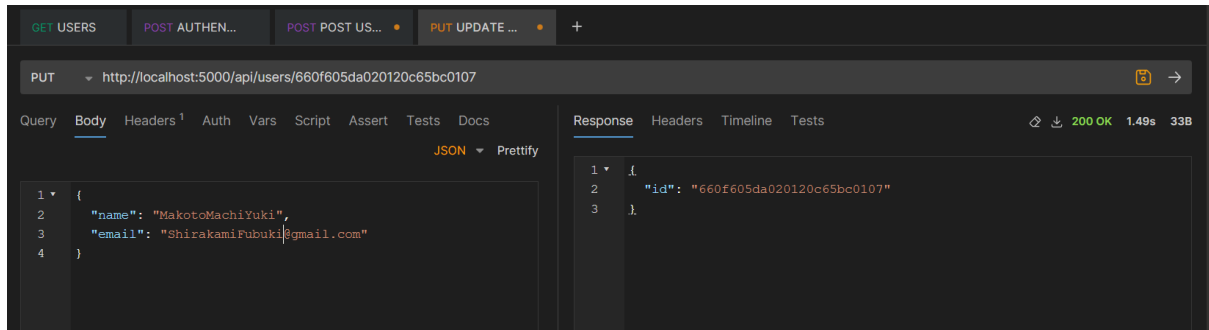 GET USERS POST AUTHEN... POST POST US... PUT UPDATE ... +
PUT http://localhost:5000/api/users/660f605da020120c65bc0107
Query Body Headers 1 Auth Vars Script Assert Tests Docs
JSON Prettify
1 {
2 "name": "MakotoMachiYuki",
3 "email": "ShirakamiFubuki@gmail.com"
4 }
Response Headers Timeline Tests 200 OK 1.49s 33B
1 {
2 "id": "660f605da020120c65bc0107"
3 }